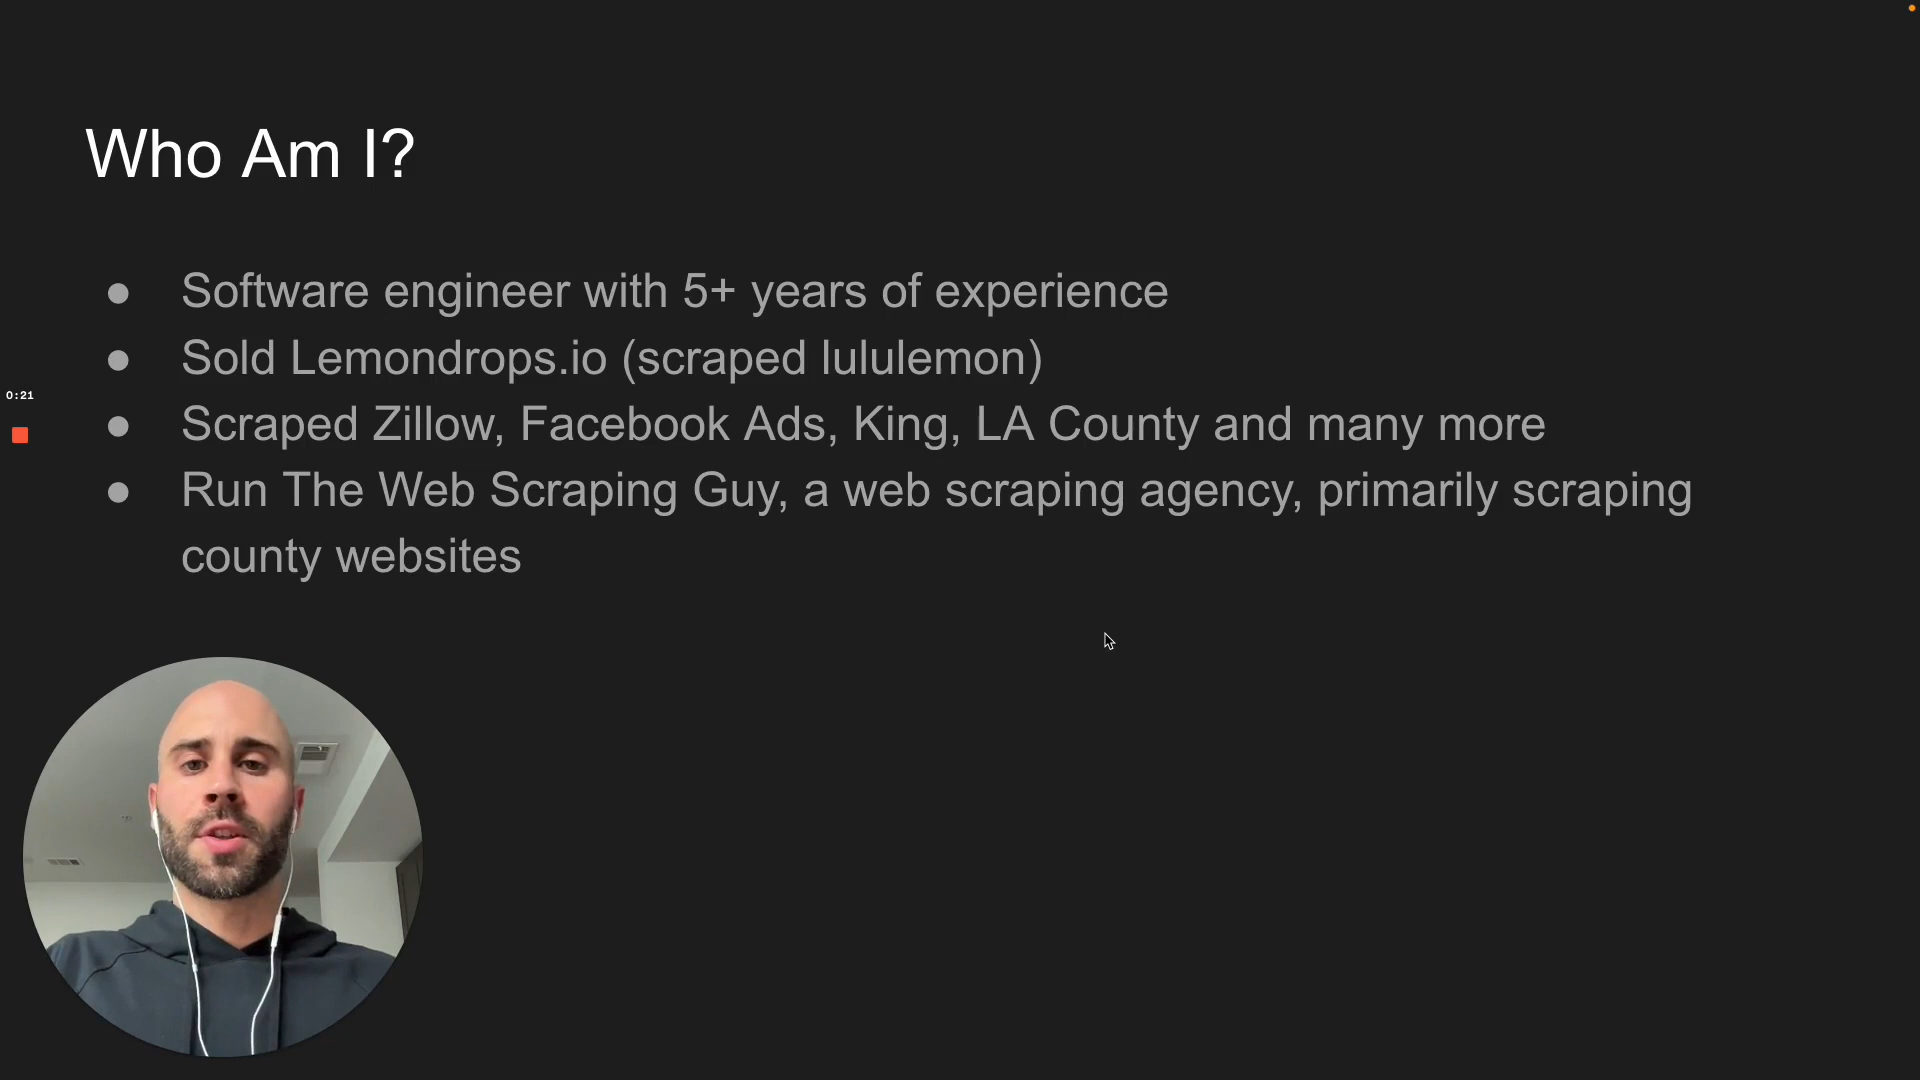 Who Am I?
● Software engineer with 5+ years of experience
● Sold Lemondrops.io (scraped lululemon)
0:21
● Scraped Zillow, Facebook Ads, King, LA County and many more
● Run The Web Scraping Guy, a web scraping agency, primarily scraping
county websites